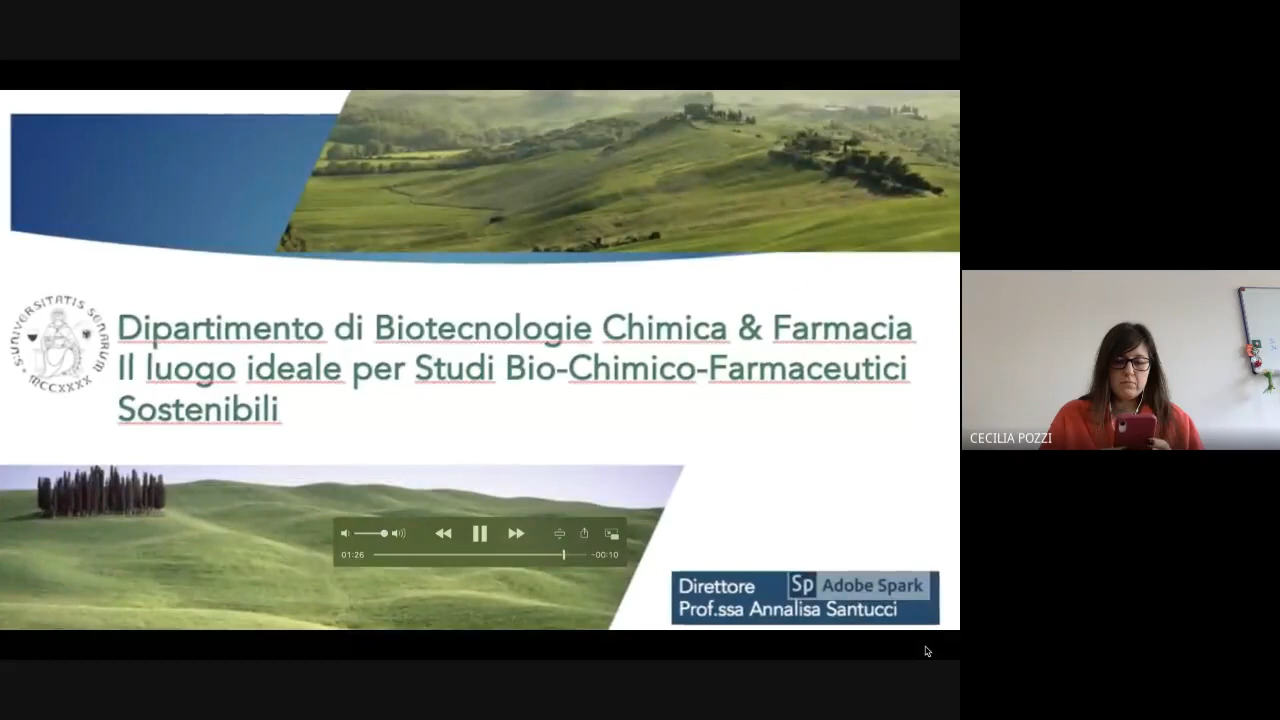 Dipartimento di Biotecnologie Chimica & Farmacia
Il luogo ideale per Studi Bio-Chimico-Farmaceutici
Sostenibili
S·UNIVERSITATIS SENARUM
MCCXXXX
01:26
-00:10
Direttore
Sp Adobe Spark
Prof.ssa Annalisa Santucci
CECILIA POZZI